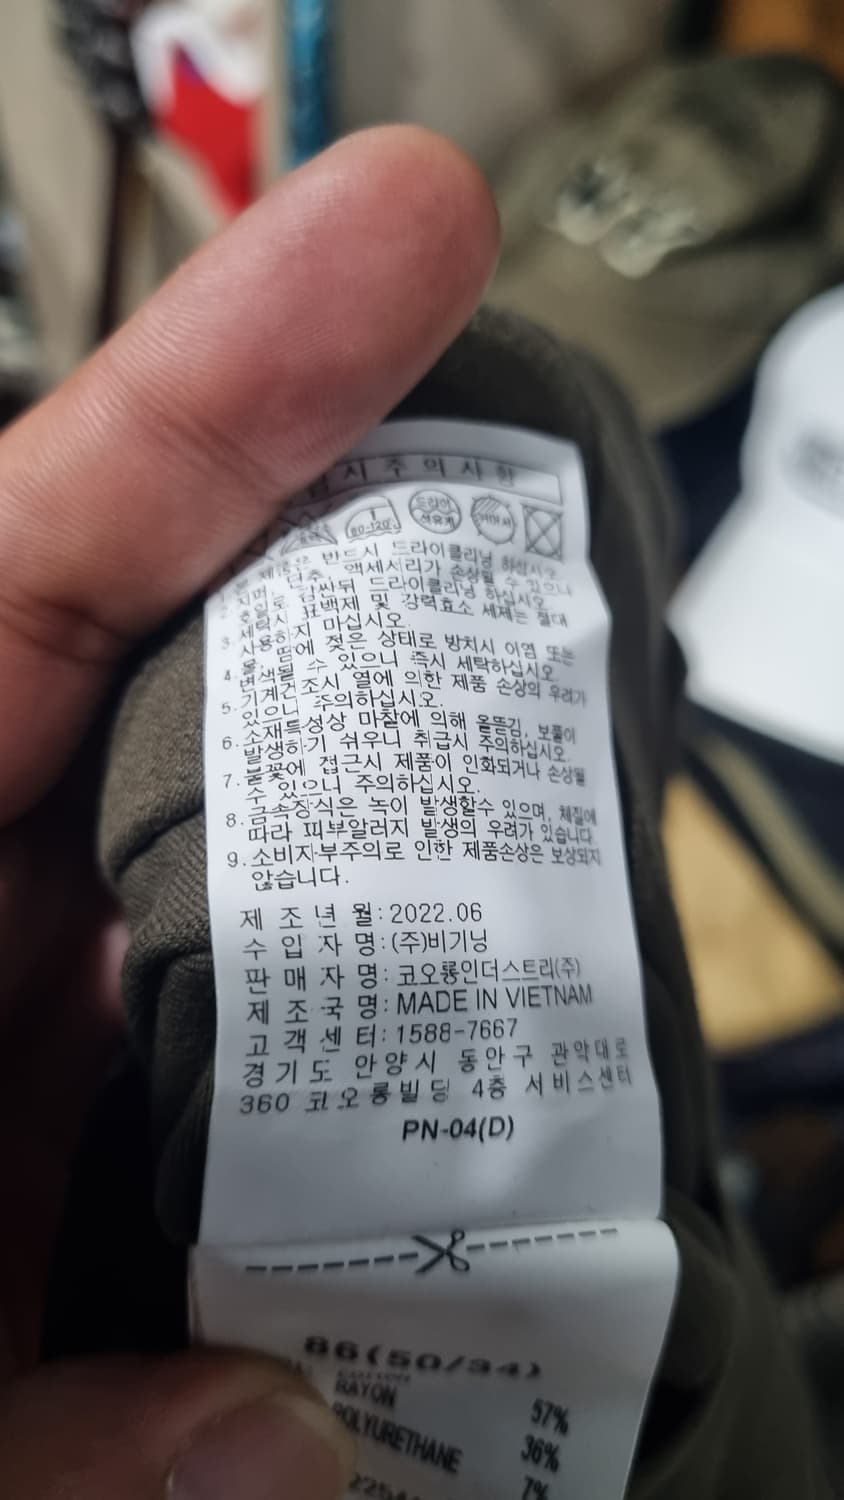 급시주의사항
80-120℃
드라이
석유계
1. 본 제품은 반드시 드라이클리닝 하십시오.
2. 지퍼, 단추, 액세서리가 손상될 수 있으니
호일로 감싼뒤 드라이클리닝 하십시오.
3. 세탁시 표백제 및 강력효소 세제는 절대
사용하지 마십시오.
4. 물, 땀에 젖은 상태로 방치시 이염 또는
변색될 수 있으니 즉시 세탁하십시오.
5. 기계건조시 열에 의한 제품 손상의 우려가
있으니 주의하십시오.
6. 소재특성상 마찰에 의해 올뜯김, 보풀이
발생하기 쉬우니 취급시 주의하십시오.
7. 불꽃에 접근시 제품이 인화되거나 손상될
수 있으니 주의하십시오.
8. 금속장식은 녹이 발생할수 있으며, 체질에
따라 피부알러지 발생의 우려가 있습니다.
9. 소비자부주의로 인한 제품손상은 보상되지
않습니다.
제 조 년 월: 2022.06
수 입 자 명: (주)비기닝
판 매 자 명: 코오롱인더스트리(주)
제 조 국 명: MADE IN VIETNAM
고 객 센 터: 1588-7667
경기도 안양시 동안구 관악대로
360 코오롱빌딩 4층 서비스센터
PN-04(D)
86(50/34)
COTTON 57%
RAYON 36%
POLYURETHANE 7%